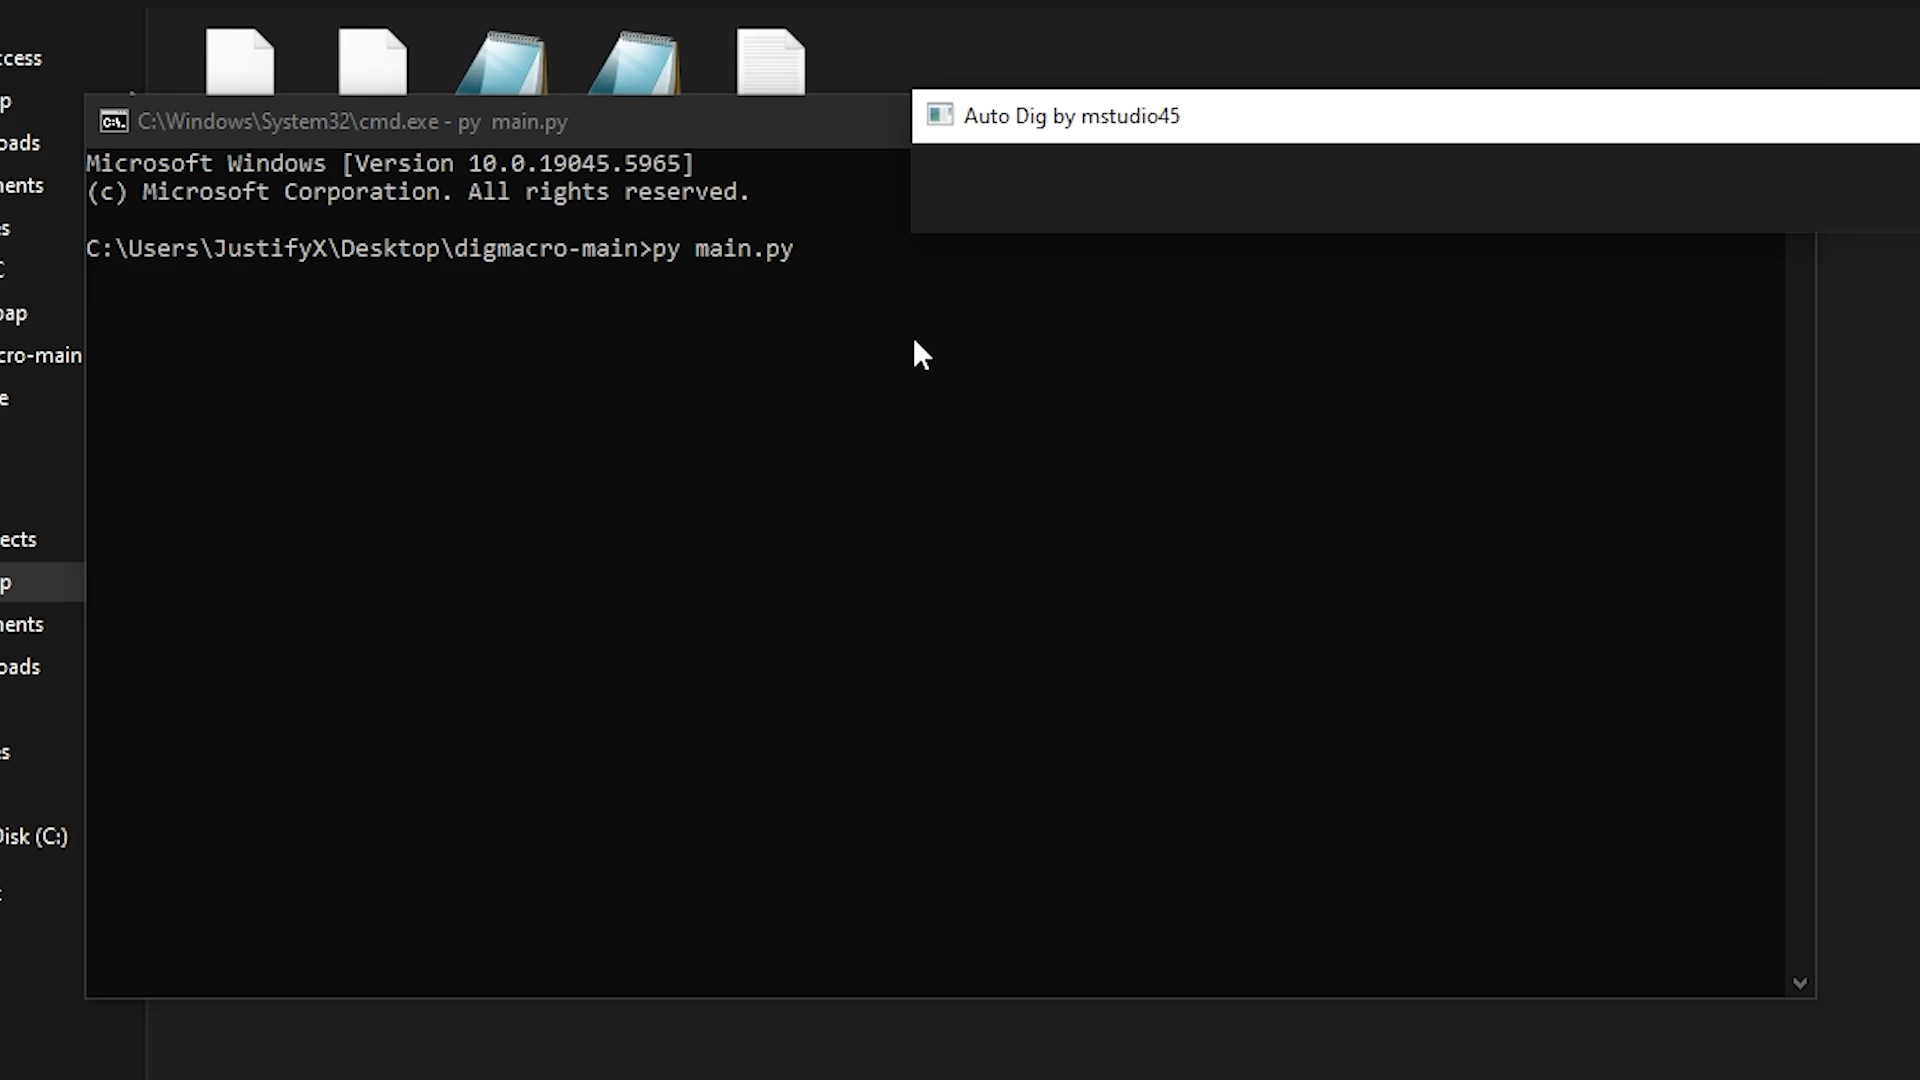 C:\Windows\System32\cmd.exe - py  main.py
Auto Dig by mstudio45
Microsoft Windows [Version 10.0.19045.5965]
(c) Microsoft Corporation. All rights reserved.
C:\Users\JustifyX\Desktop\digmacro-main>py main.py
ccess
p
oads
nents
s
C
oap
cro-main
e
ects
p
nents
oads
s
Disk (C:)